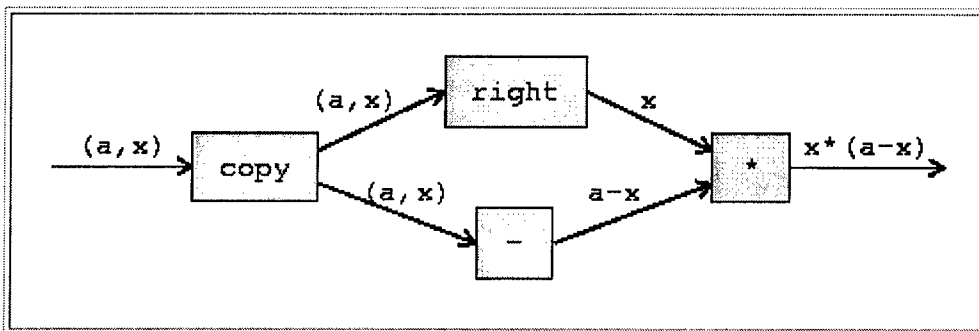 (a,x)
copy
(a,x)
(a,x)
right
-
x
a-x
*
x*(a-x)